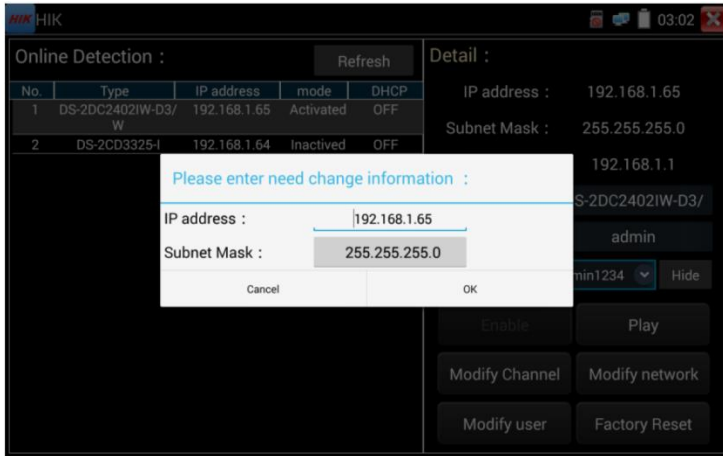 HIK HIK 03:02
Online Detection :
Refresh
No. Type IP address mode DHCP
1 DS-2DC2402IW-D3/W 192.168.1.65 Activated OFF
2 DS-2CD3325-I 192.168.1.64 Inactived OFF
Detail :
IP address : 192.168.1.65
Subnet Mask : 255.255.255.0
192.168.1.1
S-2DC2402IW-D3/
admin
min1234 Hide
Enable Play
Modify Channel Modify network
Modify user Factory Reset
Please enter need change information :
IP address : 192.168.1.65
Subnet Mask : 255.255.255.0
Cancel OK